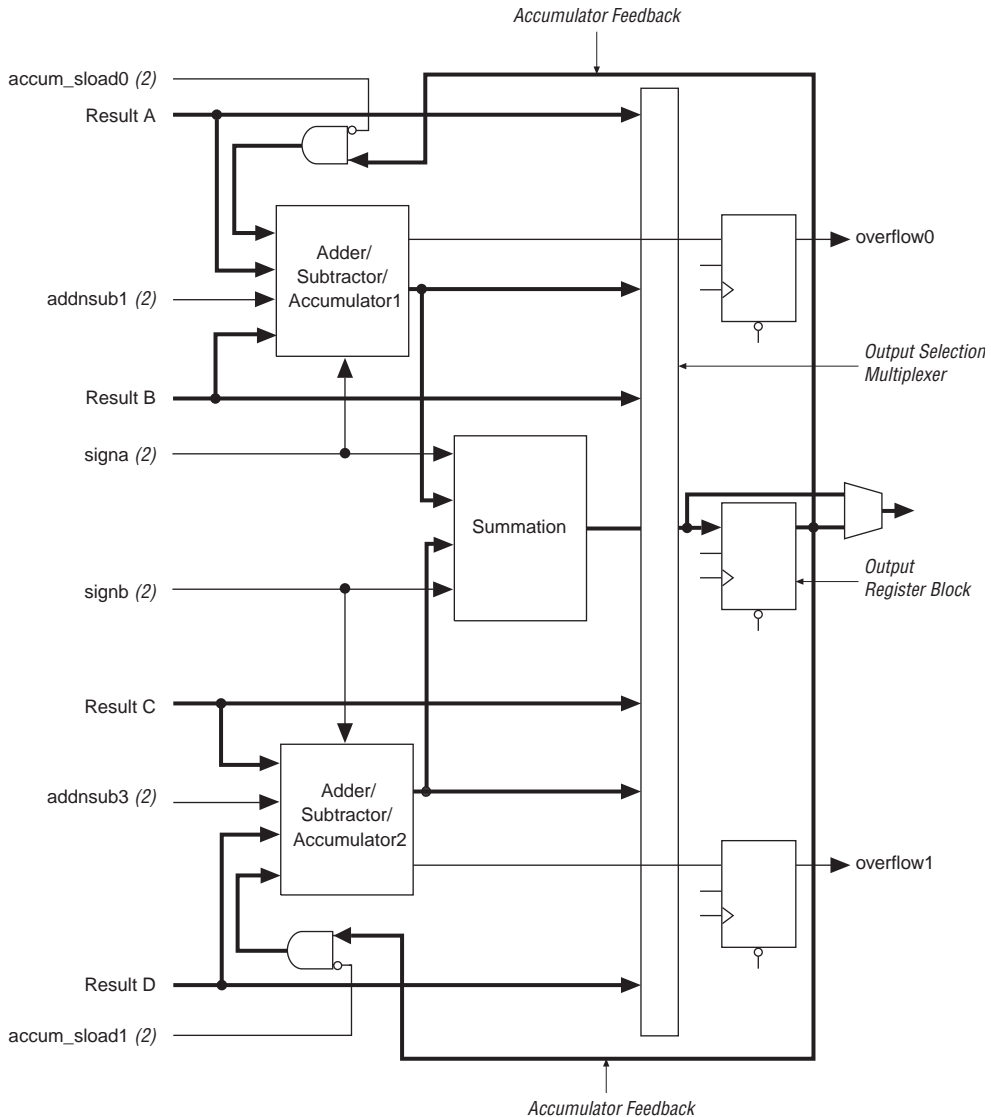 Accumulator Feedback
accum_sload0 (2)
Result A
overflow0
Adder/
Subtractor/
Accumulator1
addnsub1 (2)
Output Selection
Multiplexer
Result B
signa (2)
Summation
Output
Register Block
signb (2)
Result C
Adder/
Subtractor/
Accumulator2
addnsub3 (2)
overflow1
Result D
accum_sload1 (2)
Accumulator Feedback